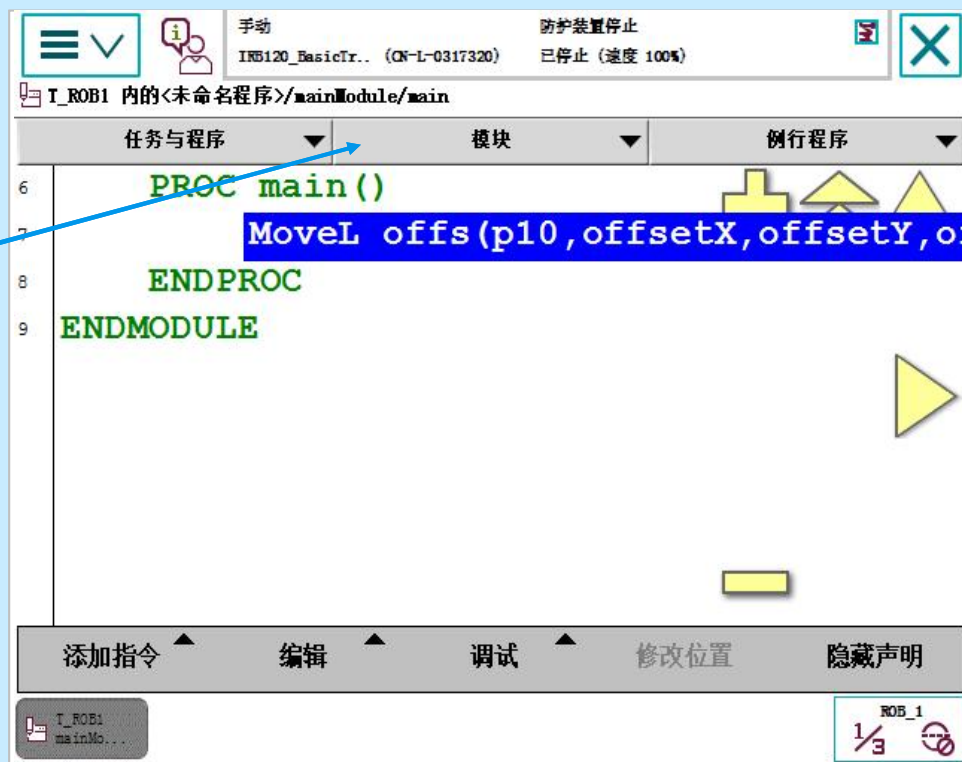 手动
防护装置停止
IRB120_BasicTr.. (CN-L-0317320)
已停止 (速度 100%)
T_ROB1 内的<未命名程序>/mainModule/main
任务与程序
模块
例行程序
6 PROC main()
7 MoveL offs(p10,offsetX,offsetY,of
8 ENDPROC
9 ENDMODULE
添加指令
编辑
调试
修改位置
隐藏声明
T_ROB1
mainMo...
ROB_1
1/3